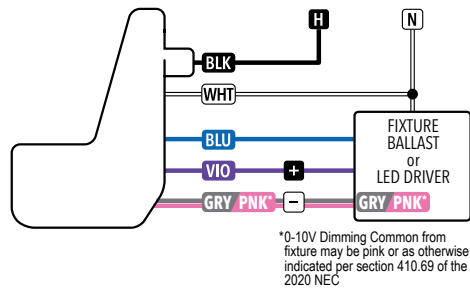 H
N
BLK
WHT
BLU
VIO
+
GRY/PNK*
−
FIXTURE
BALLAST
or
LED DRIVER
GRY/PNK*
*0-10V Dimming Common from
fixture may be pink or as otherwise
indicated per section 410.69 of the
2020 NEC